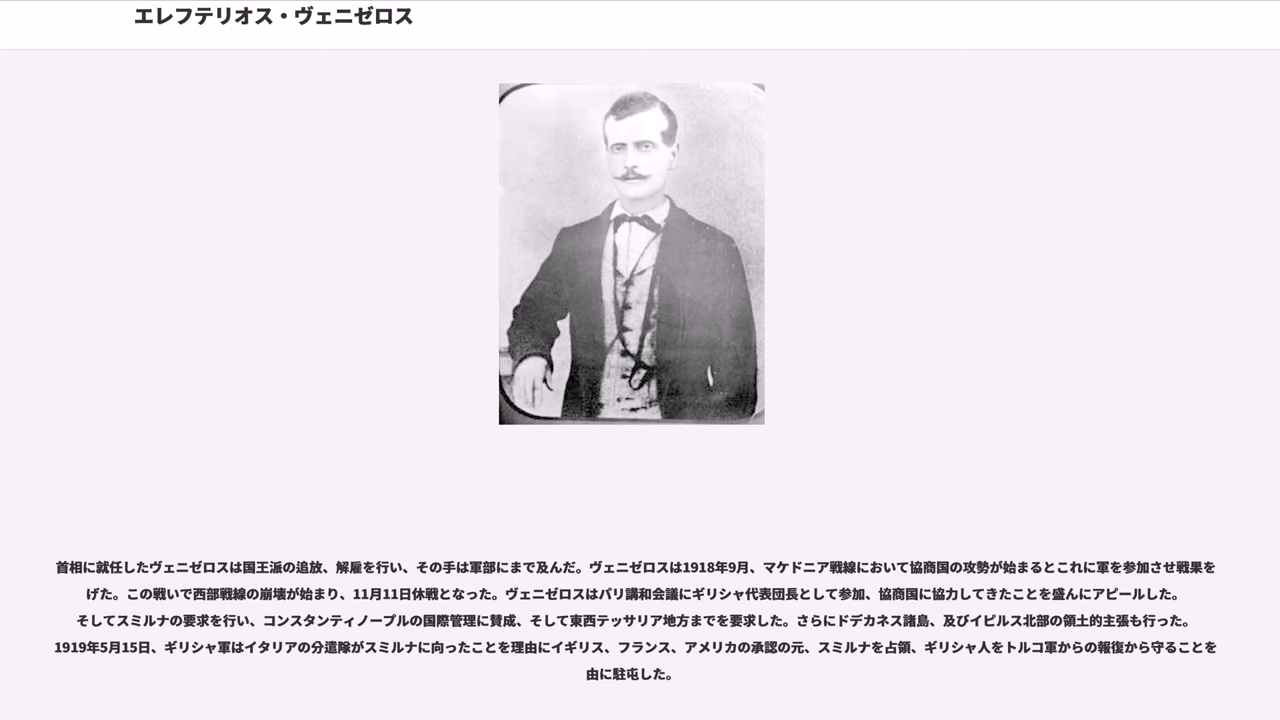 エレフテリオス・ヴェニゼロス
首相に就任したヴェニゼロスは国王派の追放、解雇を行い、その手は軍部にまで及んだ。ヴェニゼロスは1918年9月、マケドニア戦線において協商国の攻勢が始まるとこれに軍を参加させ戦果を
げた。この戦いで西部戦線の崩壊が始まり、11月11日休戦となった。ヴェニゼロスはパリ講和会議にギリシャ代表団長として参加、協商国に協力してきたことを盛んにアピールした。
そしてスミルナの要求を行い、コンスタンティノープルの国際管理に賛成、そして東西テッサリア地方までを要求した。さらにドデカネス諸島、及びイピルス北部の領土的主張も行った。
1919年5月15日、ギリシャ軍はイタリアの分遣隊がスミルナに向ったことを理由にイギリス、フランス、アメリカの承認の元、スミルナを占領、ギリシャ人をトルコ軍からの報復から守ることを
由に駐屯した。